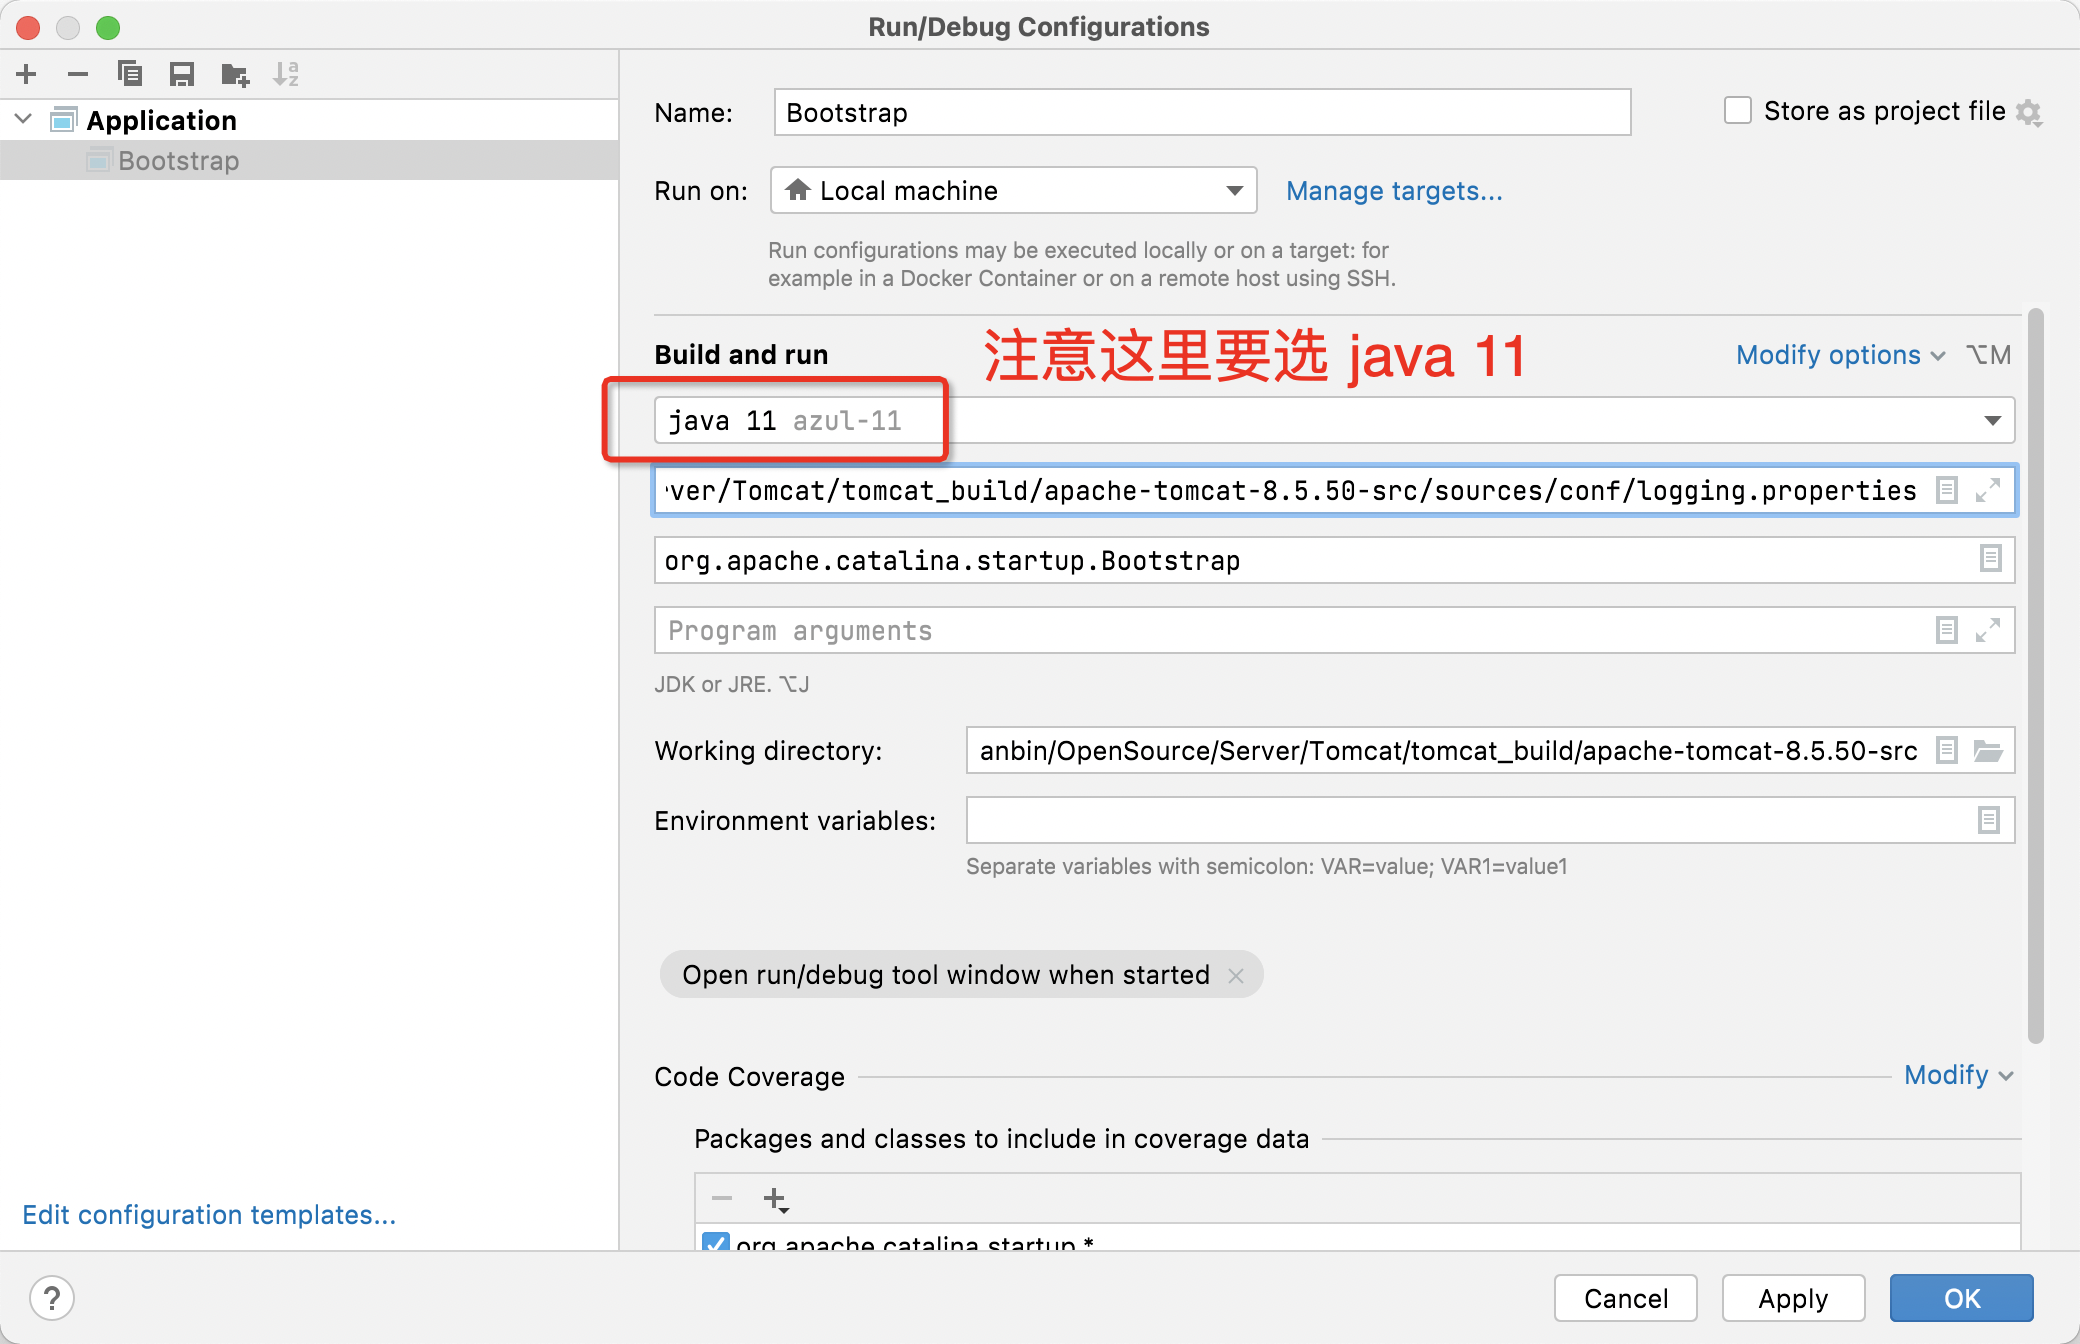 Run/Debug Configurations
Application
Bootstrap
Edit configuration templates...
Name:
Bootstrap
Store as project file
Run on:
Local machine
Manage targets...
Run configurations may be executed locally or on a target: for
example in a Docker Container or on a remote host using SSH.
Build and run
注意这里要选 java 11
Modify options
⌥M
java 11 azul-11
ver/Tomcat/tomcat_build/apache-tomcat-8.5.50-src/sources/conf/logging.properties
org.apache.catalina.startup.Bootstrap
Program arguments
JDK or JRE. ⌥J
Working directory:
anbin/OpenSource/Server/Tomcat/tomcat_build/apache-tomcat-8.5.50-src
Environment variables:
Separate variables with semicolon: VAR=value; VAR1=value1
Open run/debug tool window when started
Code Coverage
Modify
Packages and classes to include in coverage data
org.apache.catalina.startup.*
?
Cancel
Apply
OK